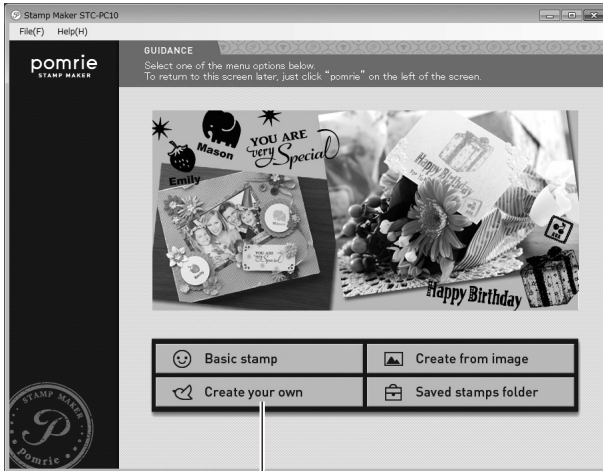 Stamp Maker STC-PC10
File(F) Help(H)
pomrie
STAMP MAKER
GUIDANCE
Select one of the menu options below.
To return to this screen later, just click “pomrie” on the left of the screen.
Mason
Emily
YOU ARE
very Special
Happy Birthday
Happy Birthday
Basic stamp
Create from image
Create your own
Saved stamps folder
STAMP MAKER
P
Pomrie